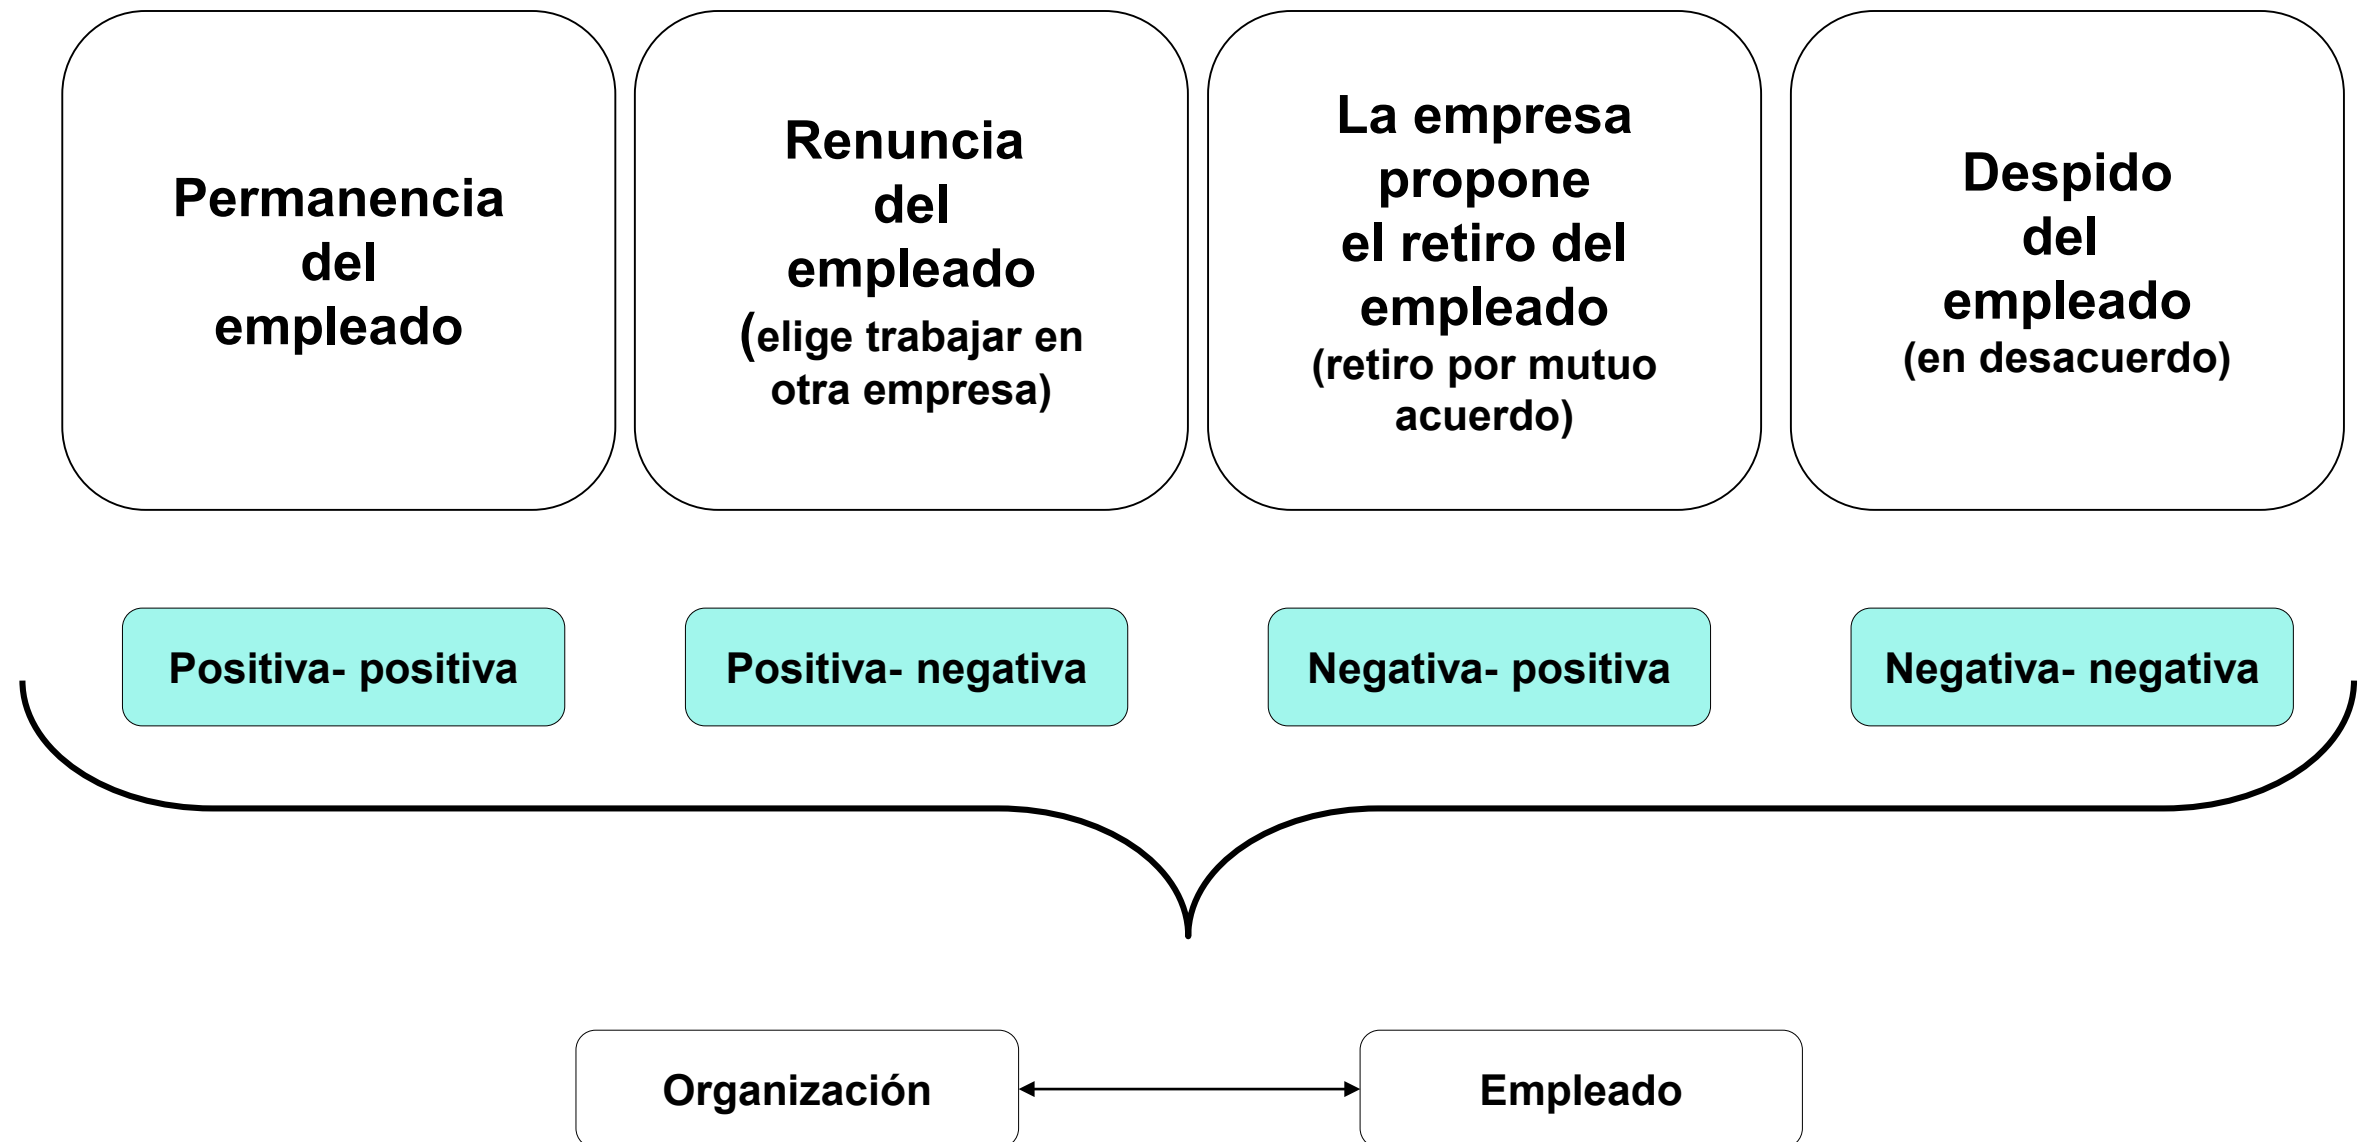 Permanencia
del
empleado
Renuncia
del
empleado
(elige trabajar en
otra empresa)
La empresa
propone
el retiro del
empleado
(retiro por mutuo
acuerdo)
Despido
del
empleado
(en desacuerdo)
Positiva- positiva
Positiva- negativa
Negativa- positiva
Negativa- negativa
Organización
Empleado